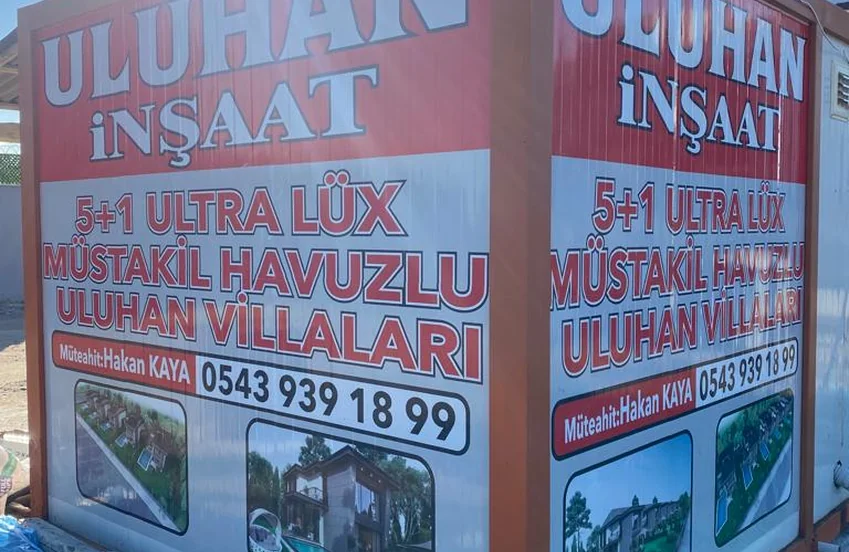 ULUHAN
İNŞAAT
5+1 ULTRA LÜX
MÜSTAKİL HAVUZLU
ULUHAN VİLLALARI
Müteahit:Hakan KAYA 0543 939 18 99
ULUHAN
İNŞAAT
5+1 ULTRA LÜX
MÜSTAKİL HAVUZLU
ULUHAN VİLLALARI
Müteahit:Hakan KAYA 0543 939 18 99